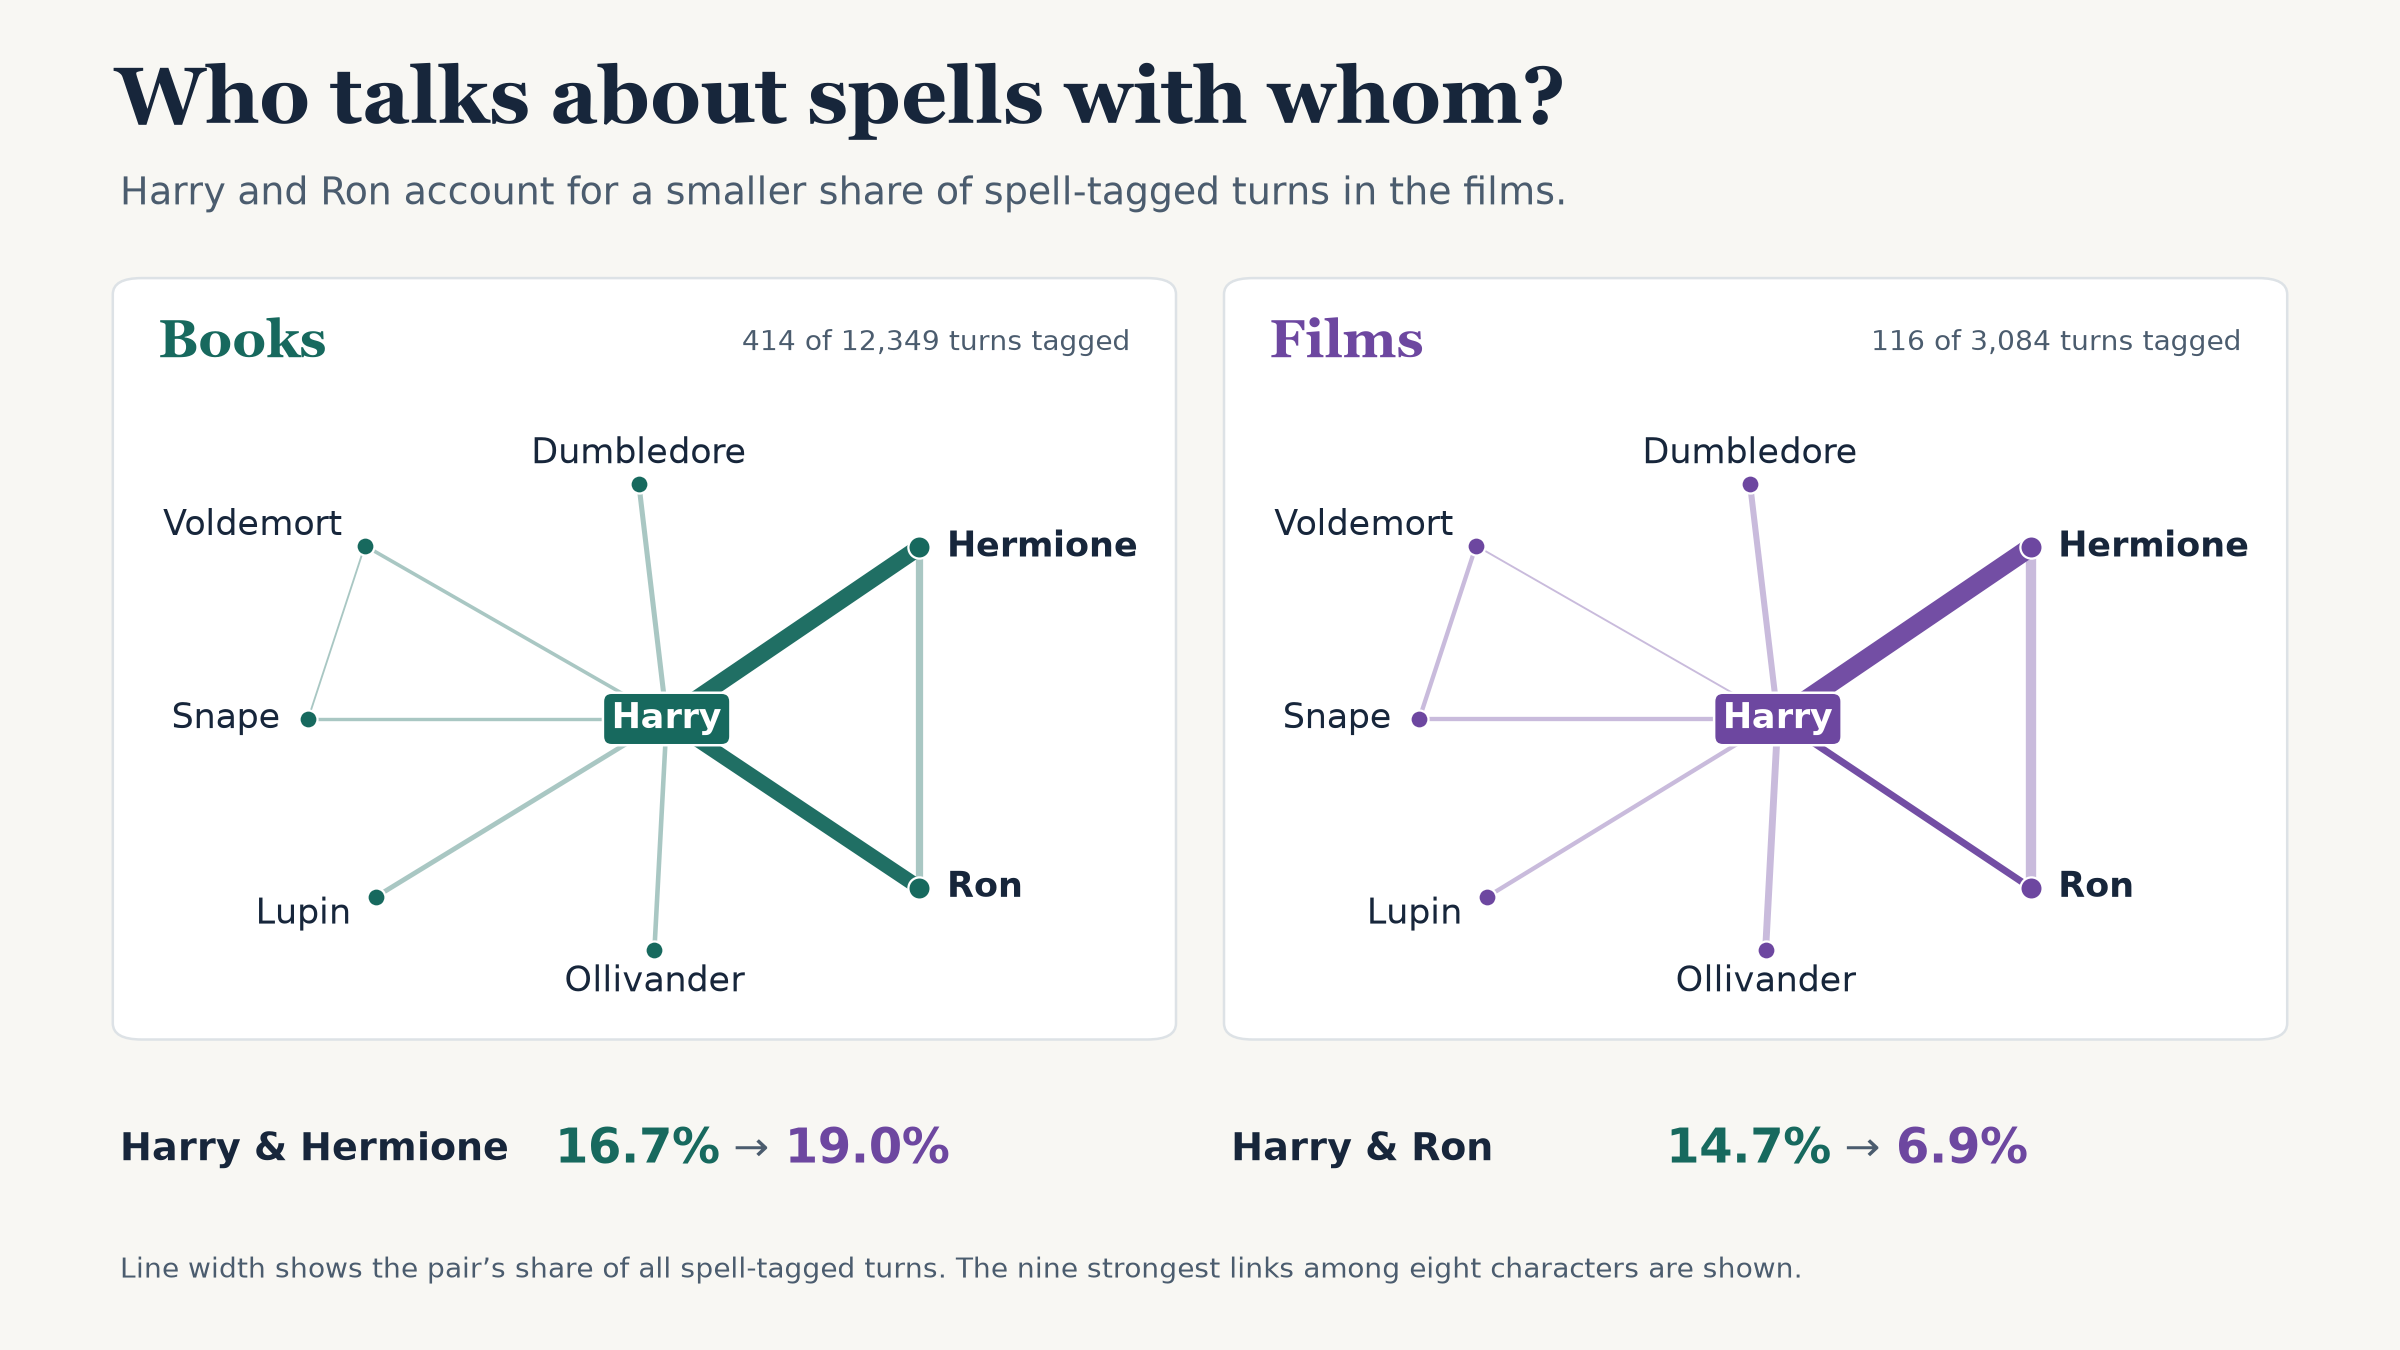 Who talks about spells with whom?
Harry and Ron account for a smaller share of spell-tagged turns in the films.
Books
414 of 12,349 turns tagged
Dumbledore
Voldemort
Hermione
Snape
Harry
Ron
Lupin
Ollivander
Films
116 of 3,084 turns tagged
Dumbledore
Voldemort
Hermione
Snape
Harry
Ron
Lupin
Ollivander
Harry & Hermione 16.7% → 19.0%
Harry & Ron 14.7% → 6.9%
Line width shows the pair’s share of all spell-tagged turns. The nine strongest links among eight characters are shown.